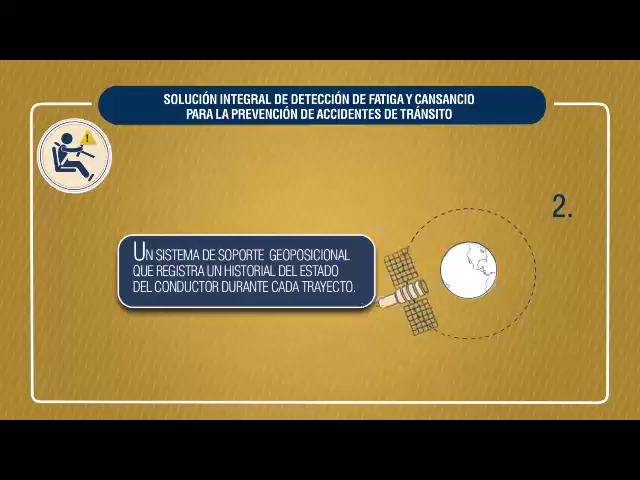 SOLUCIÓN INTEGRAL DE DETECCIÓN DE FATIGA Y CANSANCIO
PARA LA PREVENCIÓN DE ACCIDENTES DE TRÁNSITO
!
2.
UN SISTEMA DE SOPORTE GEOPOSICIONAL
QUE REGISTRA UN HISTORIAL DEL ESTADO
DEL CONDUCTOR DURANTE CADA TRAYECTO.